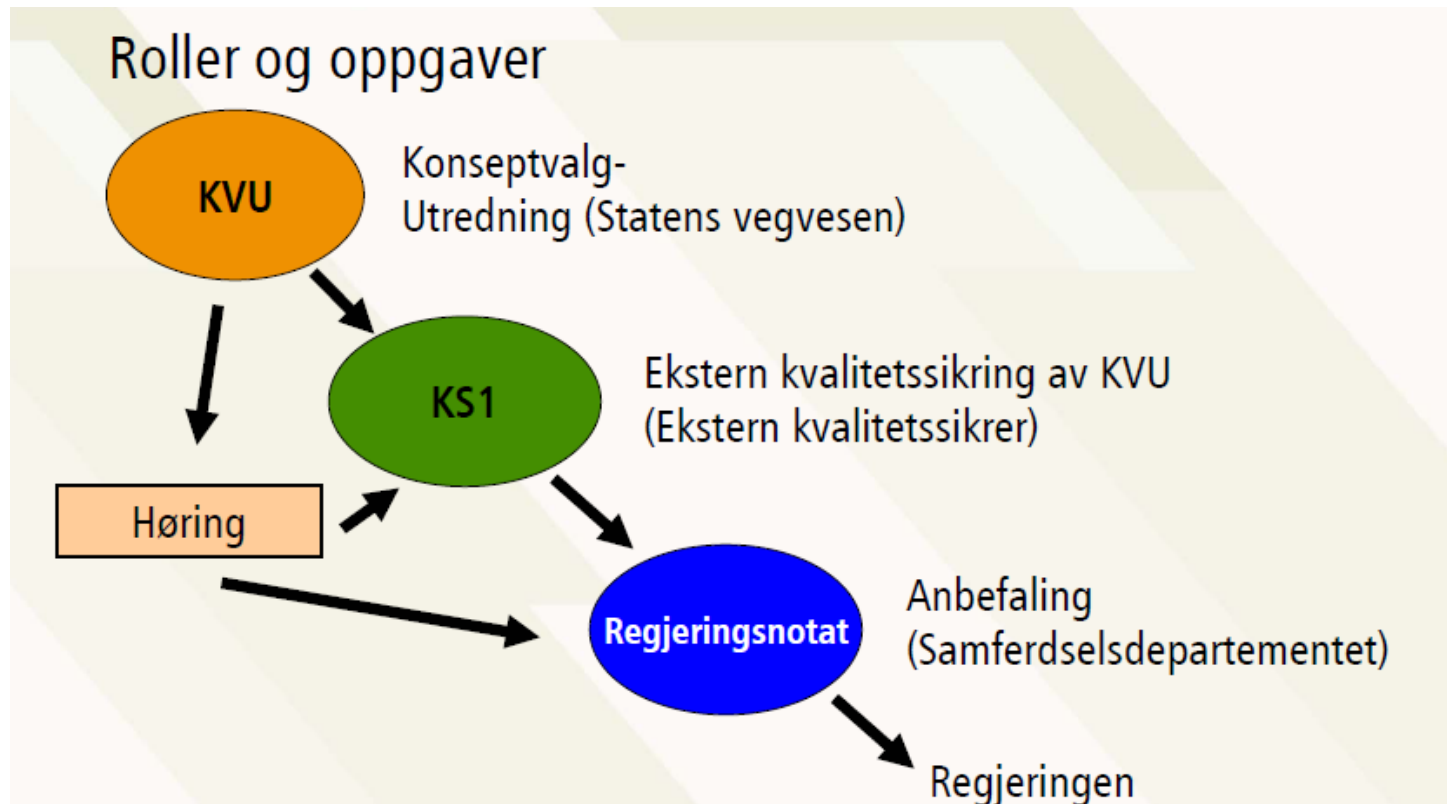 Roller og oppgaver
KVU
Konseptvalg-
Utredning (Statens vegvesen)
KS1
Ekstern kvalitetssikring av KVU
(Ekstern kvalitetssikrer)
Høring
Regjeringsnotat
Anbefaling
(Samferdselsdepartementet)
Regjeringen